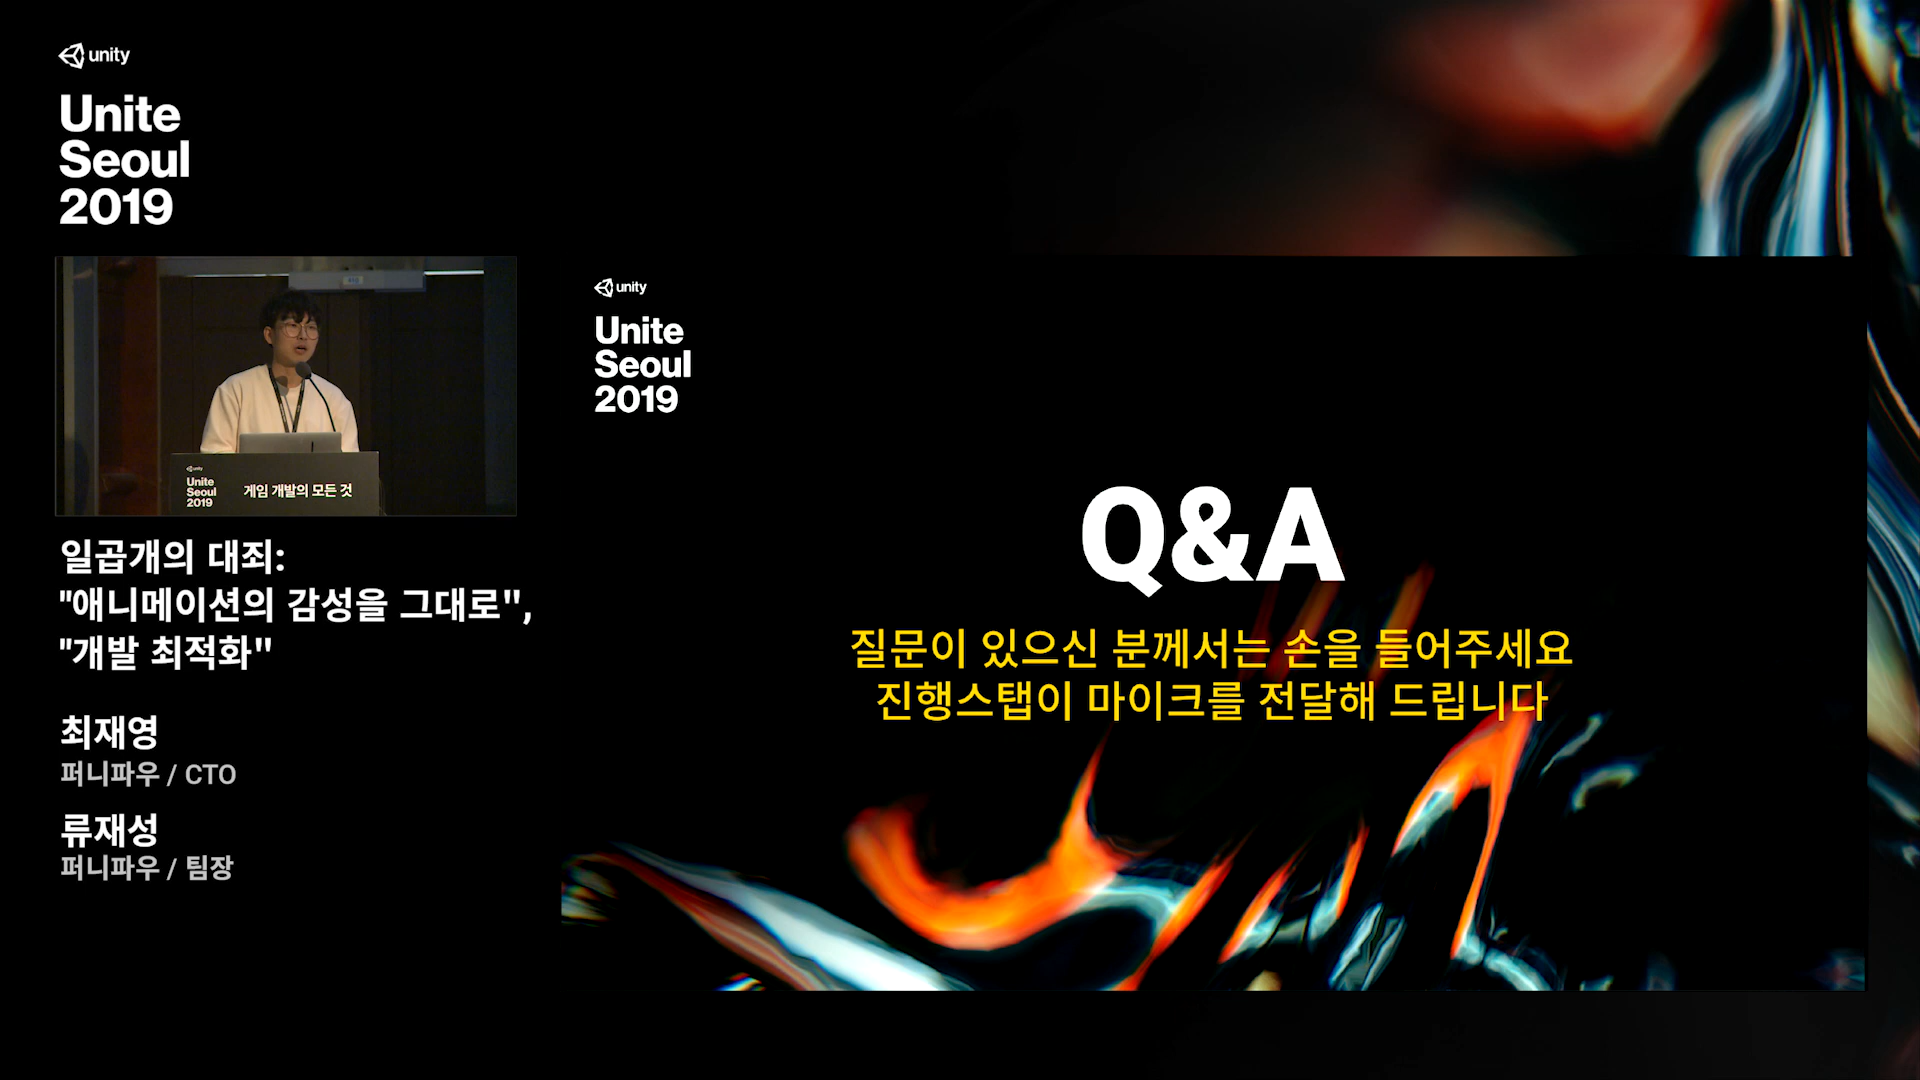 unity
Unite
Seoul
2019
unity
Unite
Seoul
2019
게임 개발의 모든 것
일곱개의 대죄:
"애니메이션의 감성을 그대로",
"개발 최적화"
최재영
퍼니파우 / CTO
류재성
퍼니파우 / 팀장
unity
Unite
Seoul
2019
Q&A
질문이 있으신 분께서는 손을 들어주세요
진행스탭이 마이크를 전달해 드립니다